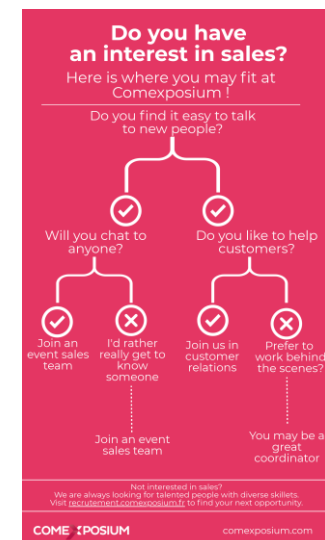 Do you have
an interest in sales?
Here is where you may fit at
Comexposium !
Do you find it easy to talk
to new people?
Will you chat to
anyone?
Do you like to help
customers?
Join an
event sales
team
I'd rather
really get to
know
someone
Join us in
customer
relations
Prefer to
work behind
the scenes?
Join an event
sales team
You may be a
great
coordinator
Not interested in sales?
We are always looking for talented people with diverse skillets.
Visit recrutement.comexposium.fr to find your next opportunity.
COMEXPOSIUM
comexposium.com